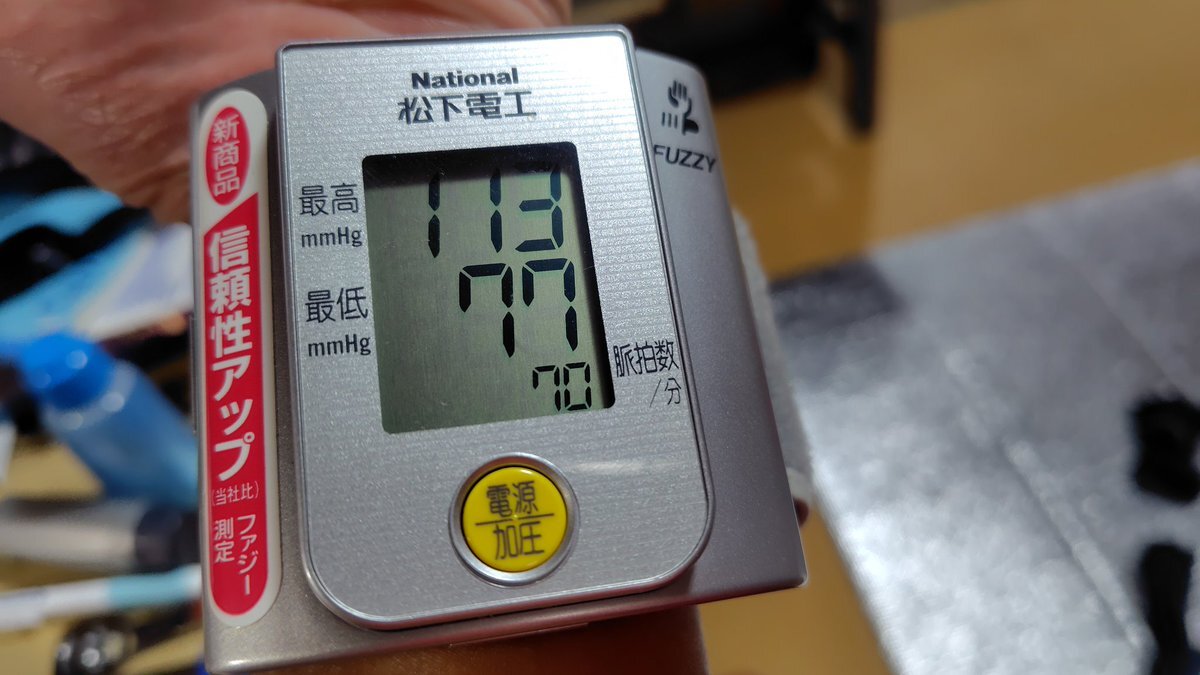 National
松下電工
新商品
信頼性アップ
(当社比)
ファジー
測定
FUZZY
最高
mmHg
113
最低
mmHg
77
脈拍数
/分
70
電源
加圧